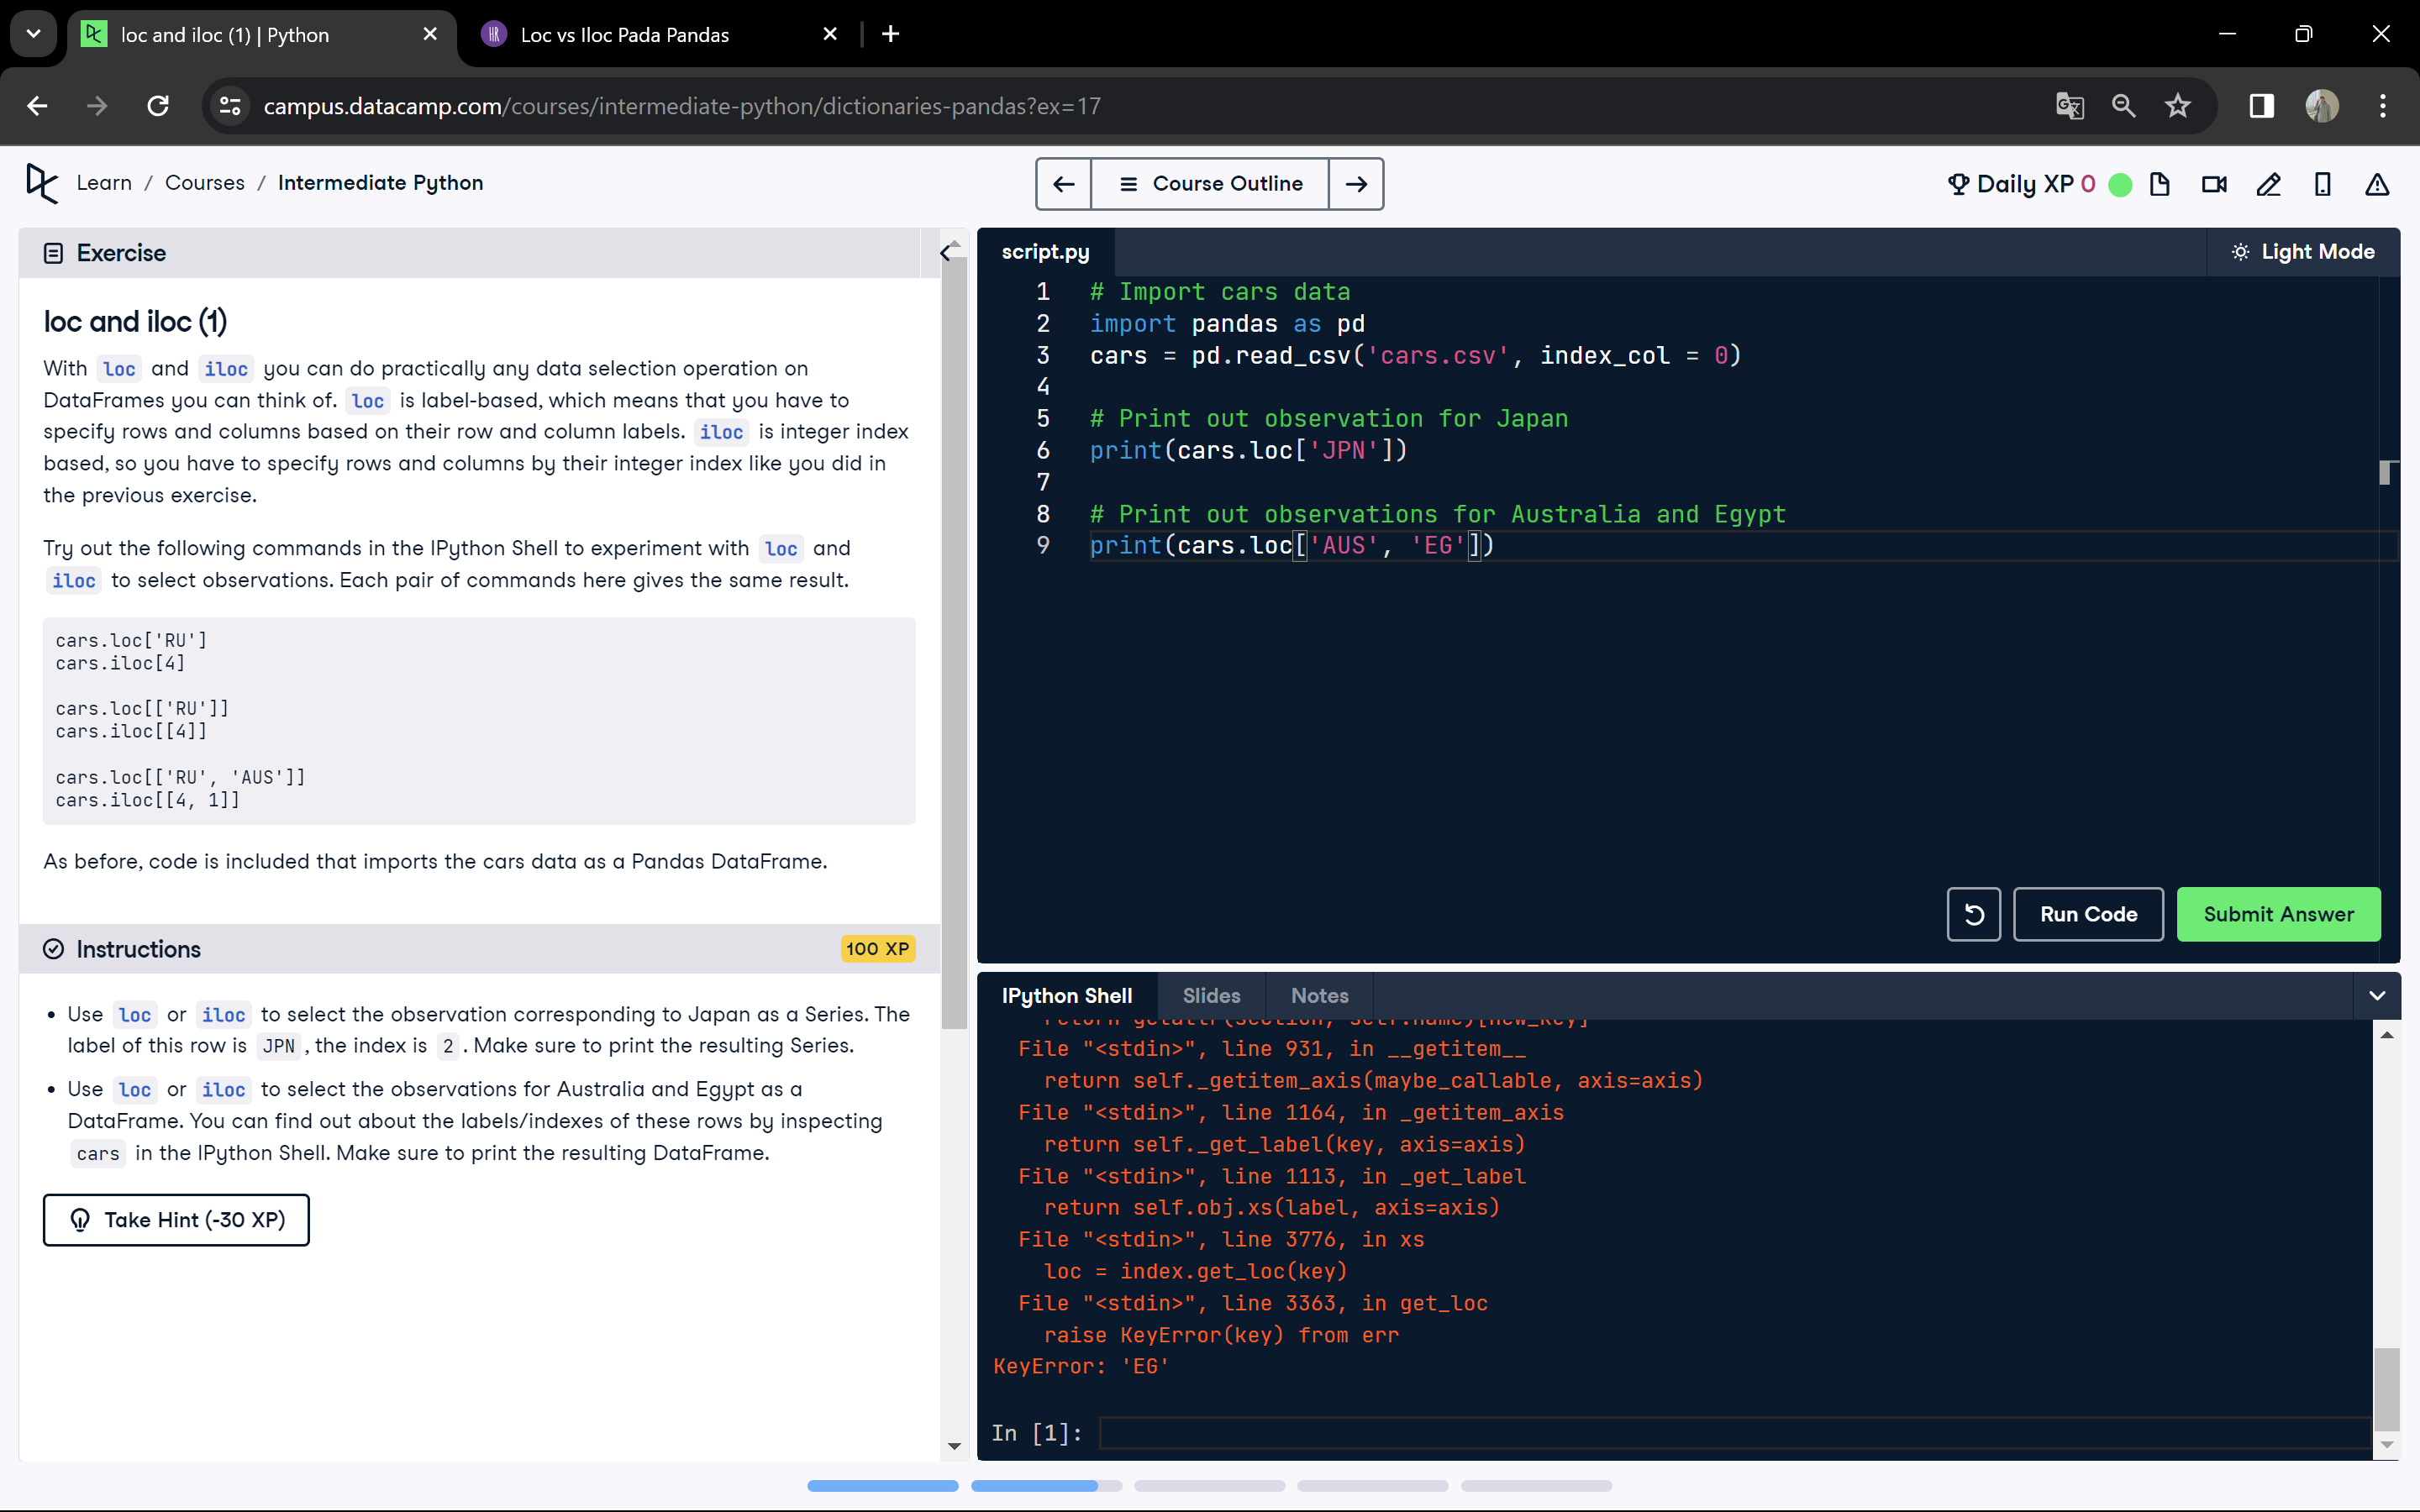 loc and iloc (1) | Python
Loc vs Iloc Pada Pandas
campus.datacamp.com/courses/intermediate-python/dictionaries-pandas?ex=17
Learn / Courses / Intermediate Python
Course Outline
Daily XP 0
Exercise
loc and iloc (1)
With loc and iloc you can do practically any data selection operation on
DataFrames you can think of. loc is label-based, which means that you have to
specify rows and columns based on their row and column labels. iloc is integer index
based, so you have to specify rows and columns by their integer index like you did in
the previous exercise.
Try out the following commands in the IPython Shell to experiment with loc and
iloc to select observations. Each pair of commands here gives the same result.
cars.loc['RU']
cars.iloc[4]
cars.loc[['RU']]
cars.iloc[[4]]
cars.loc[['RU', 'AUS']]
cars.iloc[[4, 1]]
As before, code is included that imports the cars data as a Pandas DataFrame.
Instructions
100 XP
• Use loc or iloc to select the observation corresponding to Japan as a Series. The
label of this row is JPN, the index is 2. Make sure to print the resulting Series.
• Use loc or iloc to select the observations for Australia and Egypt as a
DataFrame. You can find out about the labels/indexes of these rows by inspecting
cars in the IPython Shell. Make sure to print the resulting DataFrame.
Take Hint (-30 XP)
script.py
Light Mode
1 # Import cars data
2 import pandas as pd
3 cars = pd.read_csv('cars.csv', index_col = 0)
4
5 # Print out observation for Japan
6 print(cars.loc['JPN'])
7
8 # Print out observations for Australia and Egypt
9 print(cars.loc['AUS', 'EG'])
Run Code
Submit Answer
IPython Shell
Slides
Notes
return getattr(section, self.name)[new_key]
File "<stdin>", line 931, in __getitem__
return self._getitem_axis(maybe_callable, axis=axis)
File "<stdin>", line 1164, in _getitem_axis
return self._get_label(key, axis=axis)
File "<stdin>", line 1113, in _get_label
return self.obj.xs(label, axis=axis)
File "<stdin>", line 3776, in xs
loc = index.get_loc(key)
File "<stdin>", line 3363, in get_loc
raise KeyError(key) from err
KeyError: 'EG'
In [1]: